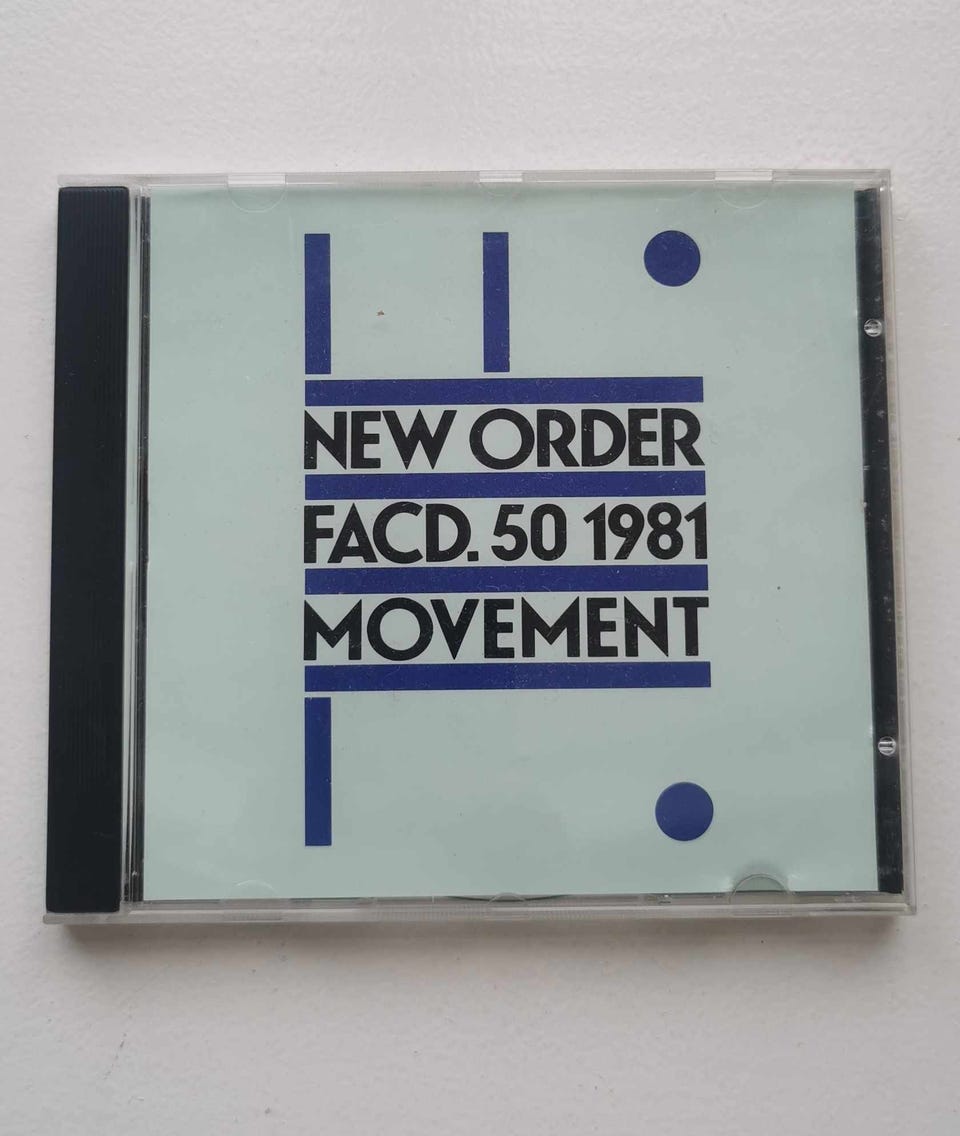 NEW ORDER
FACD. 50 1981
MOVEMENT